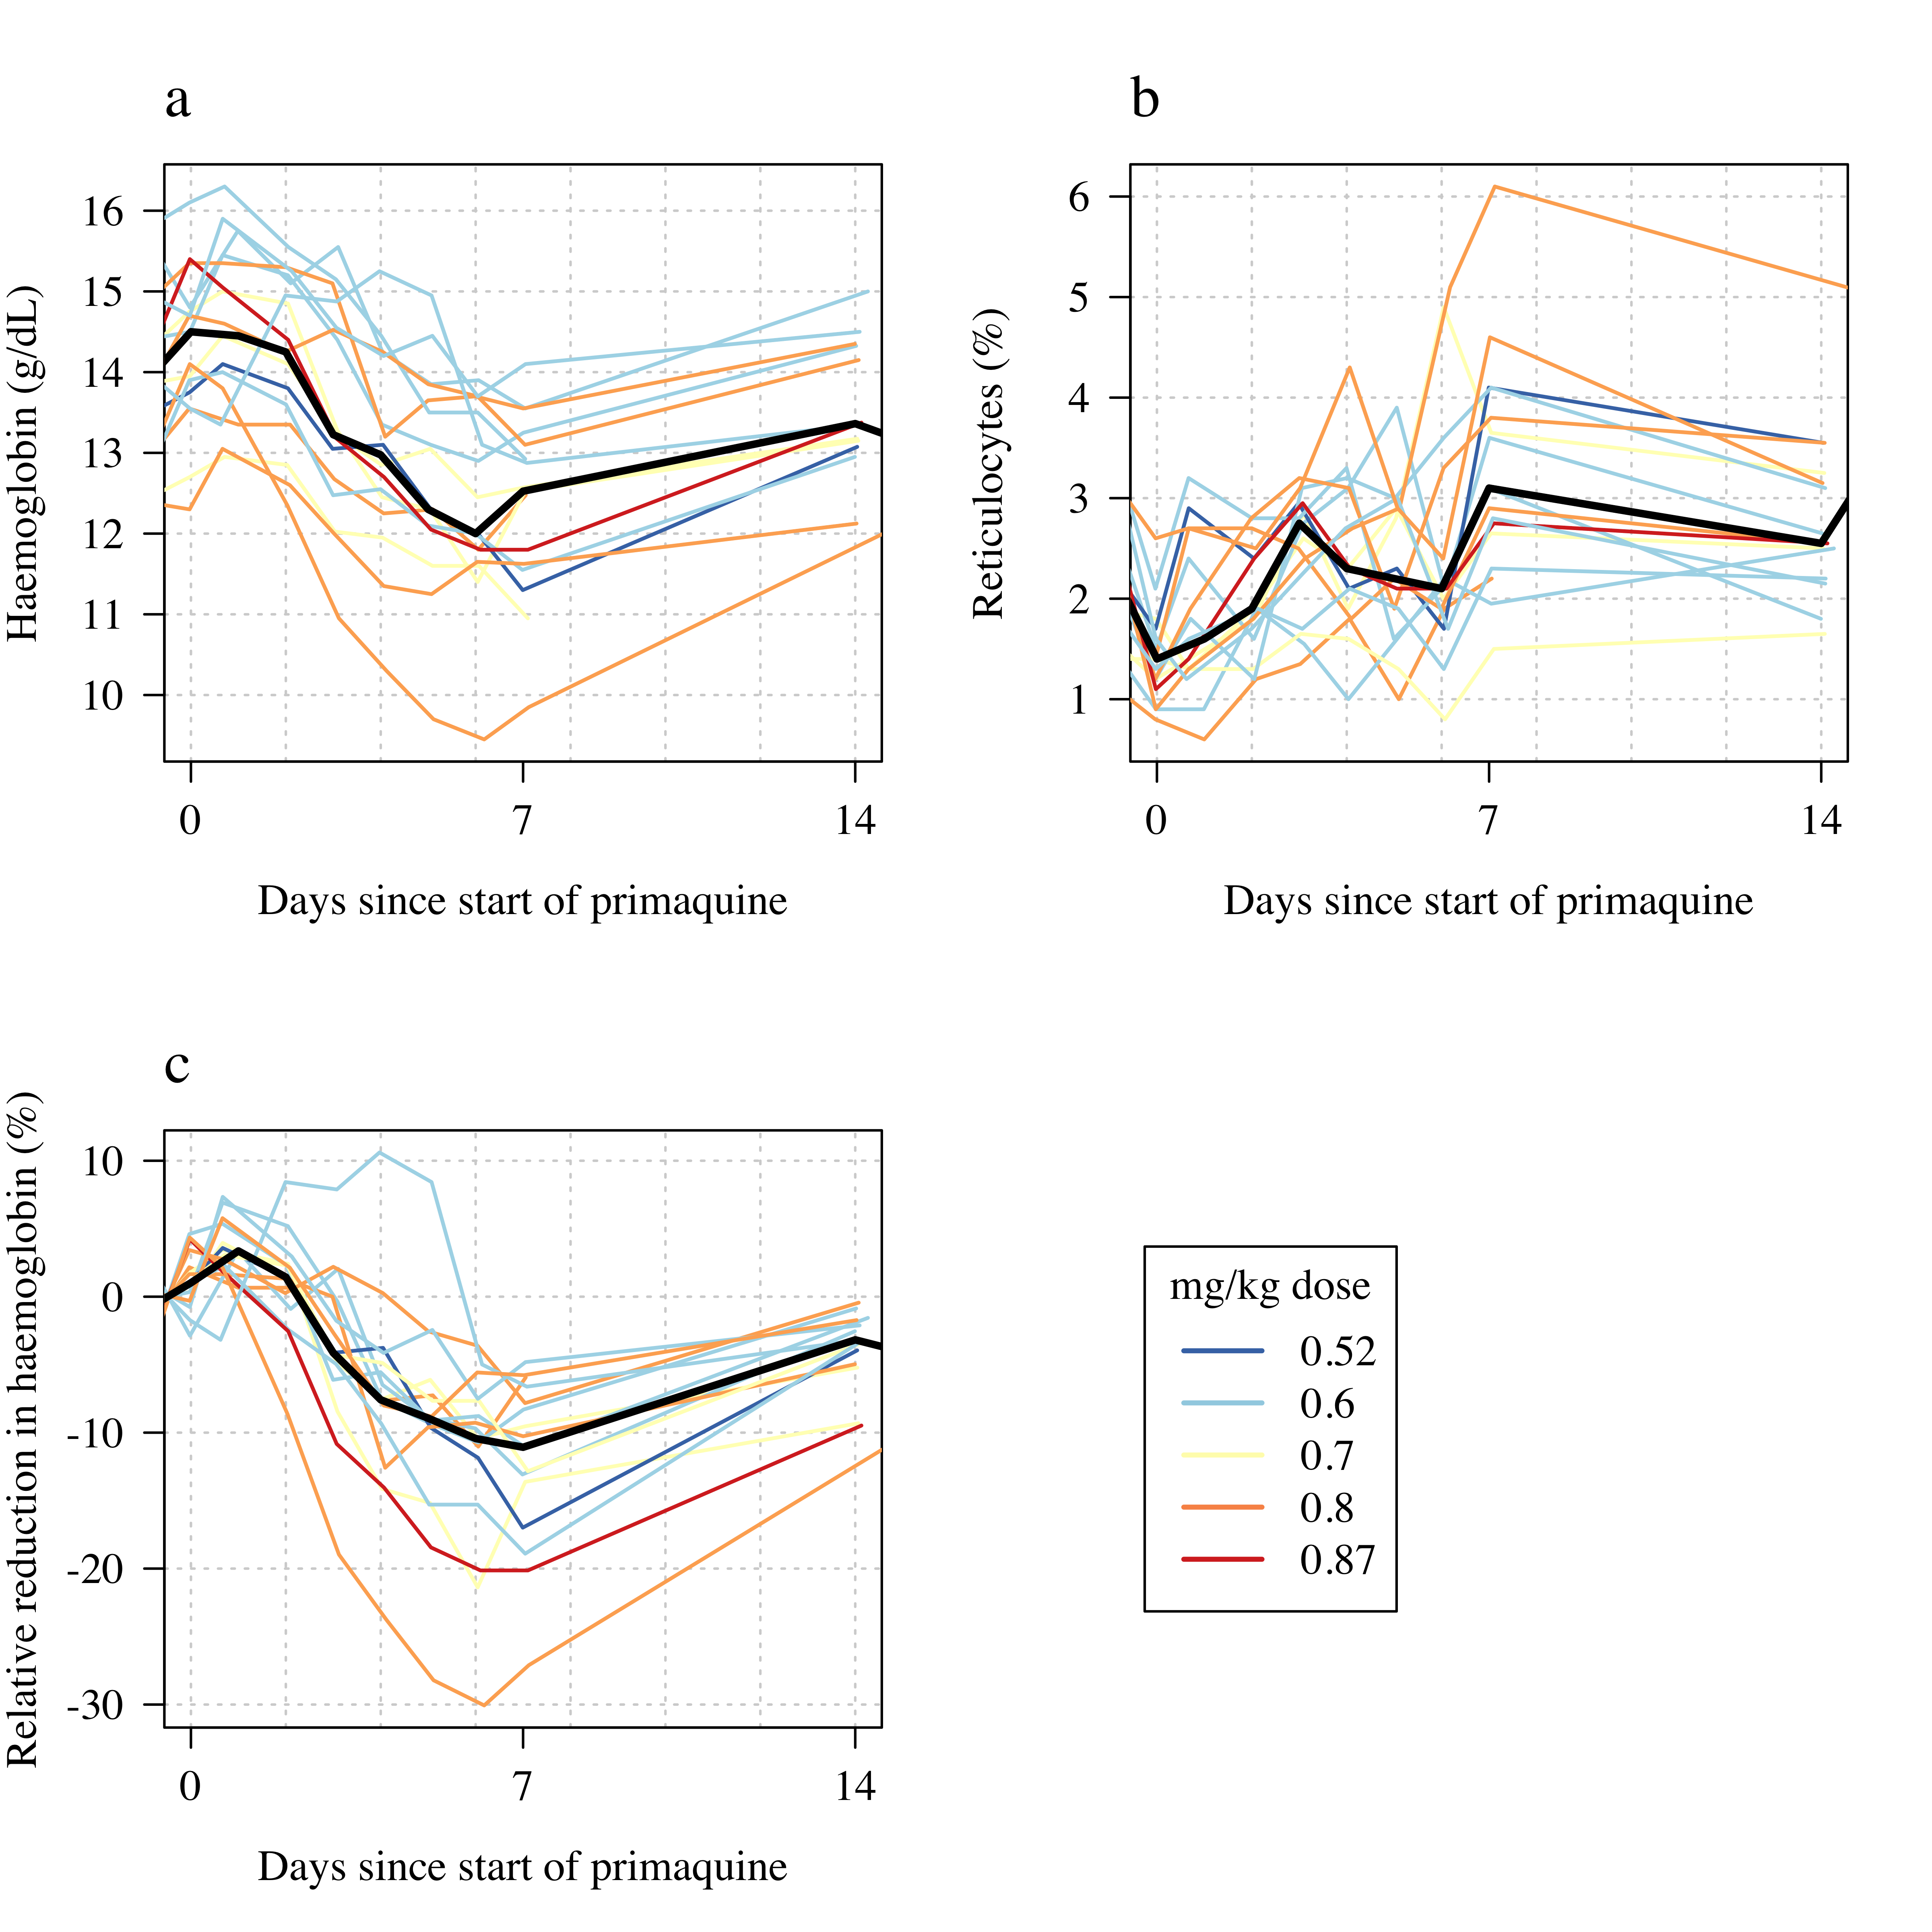 a
Haemoglobin (g/dL)
16
15
14
13
12
11
10
0 7 14
Days since start of primaquine
b
Reticulocytes (%)
6
5
4
3
2
1
0 7 14
Days since start of primaquine
c
Relative reduction in haemoglobin (%)
10
0
-10
-20
-30
0 7 14
Days since start of primaquine
mg/kg dose
0.52
0.6
0.7
0.8
0.87